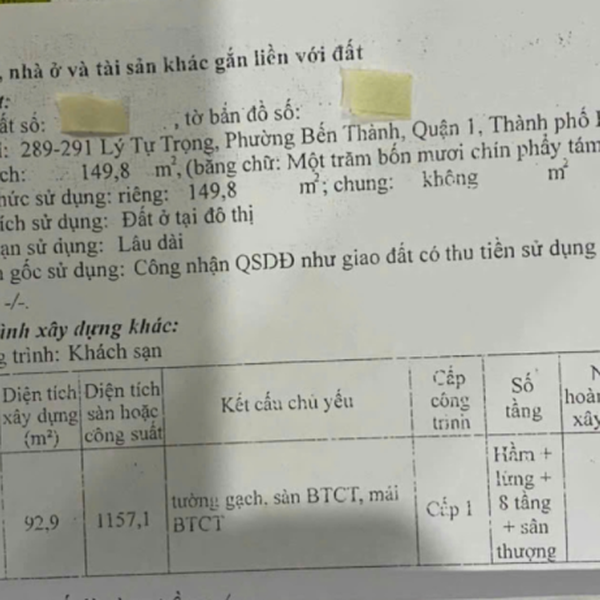 , nhà ở và tài sản khác gắn liền với đất
t:
ất số: , tờ bản đồ số:
i: 289-291 Lý Tự Trọng, Phường Bến Thành, Quận 1, Thành phố
ch: 149,8 m², (bằng chữ: Một trăm bốn mươi chín phẩy tám
hức sử dụng: riêng: 149,8 m²; chung: không m²
ích sử dụng: Đất ở tại đô thị
ạn sử dụng: Lâu dài
n gốc sử dụng: Công nhận QSDĐ như giao đất có thu tiền sử dụng
-/-.
ình xây dựng khác:
g trình: Khách sạn
Diện tích xây dựng (m²)
Diện tích sàn hoặc công suất
Kết cấu chủ yếu
Cấp công trình
Số tầng
N hoàn xây
92,9
1157,1
tường gạch, sàn BTCT, mái BTCT
Cấp 1
Hầm + lửng + 8 tầng + sân thượng